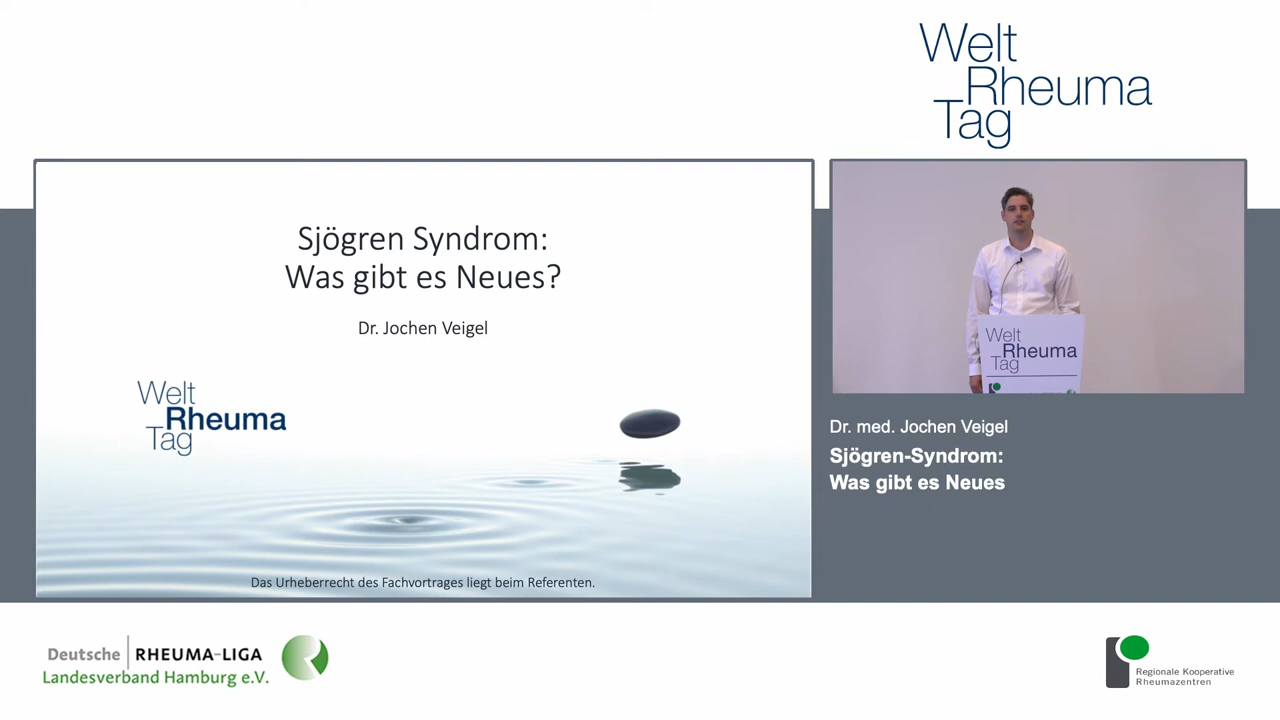 Welt
Rheuma
Tag
Sjögren Syndrom:
Was gibt es Neues?
Dr. Jochen Veigel
Welt
Rheuma
Tag
Das Urheberrecht des Fachvortrages liegt beim Referenten.
Welt
Rheuma
Tag
Dr. med. Jochen Veigel
Sjögren-Syndrom:
Was gibt es Neues
Deutsche RHEUMA-LIGA
Landesverband Hamburg e.V.
Regionale Kooperative
Rheumazentren